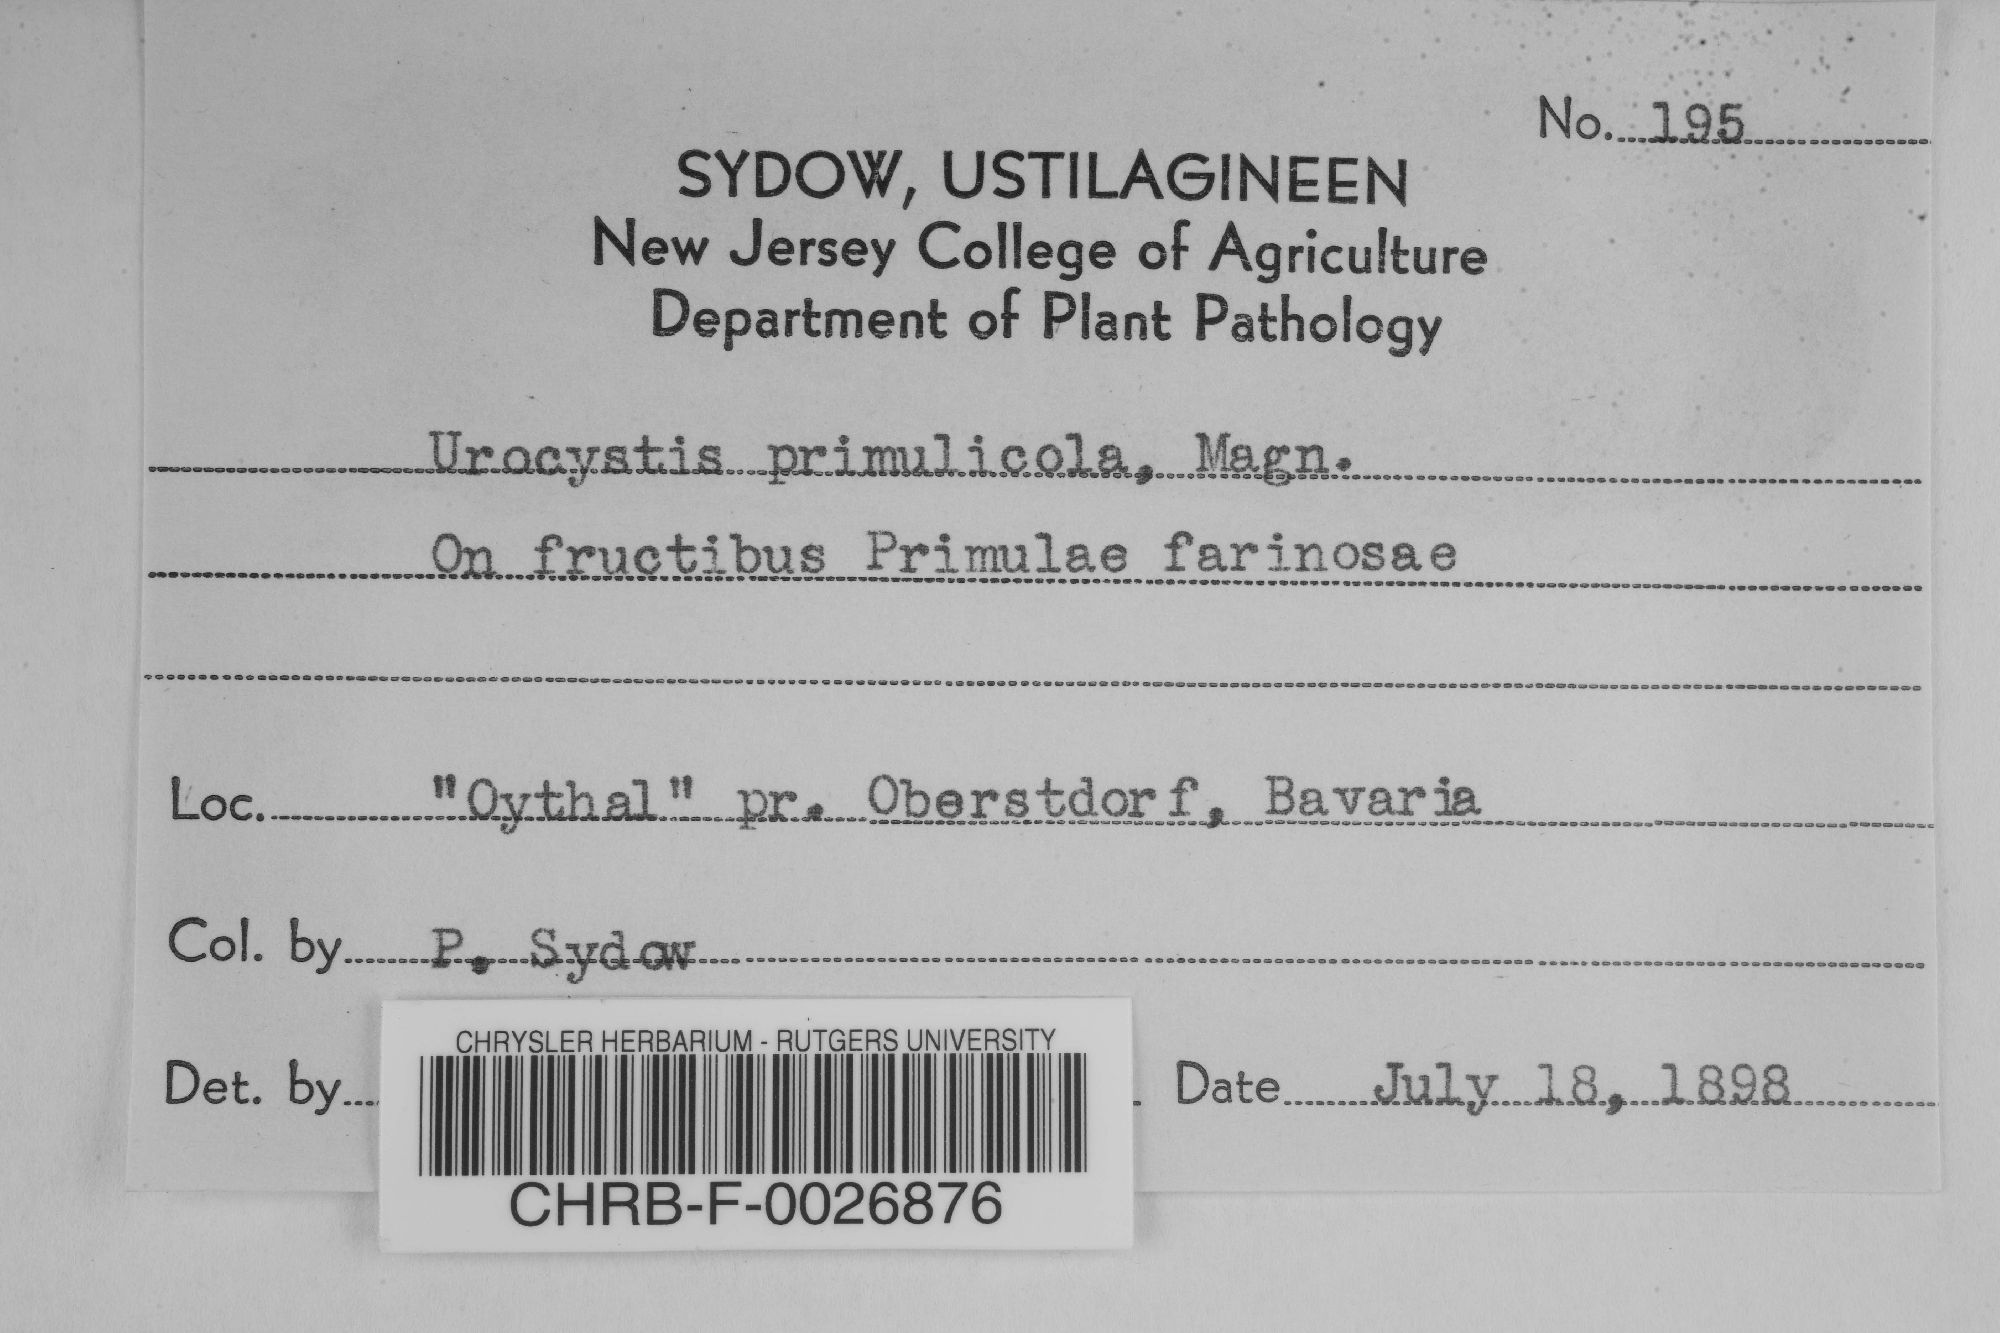 No. 195
SYDOW, USTILAGINEEN
New Jersey College of Agriculture
Department of Plant Pathology
Urocystis primulicola, Magn.
On fructibus Primulae farinosae
Loc. "Oythal" pr. Oberstdorf, Bavaria
Col. by P. Sydow
Det. by
Date July 18, 1898
CHRYSLER HERBARIUM - RUTGERS UNIVERSITY
CHRB-F-0026876